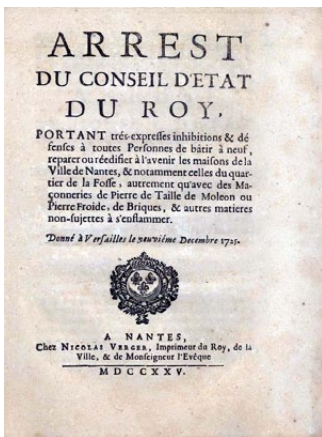 ARREST
DU CONSEIL D'ETAT
DU ROY,
PORTANT trés-expresses inhibitions & dé
fenses à toutes Personnes de bâtir à neuf,
reparer ou réedifier à l'avenir les maisons de la
Ville de Nantes, & notamment celles du quar-
tier de la Fosse, autrement qu'avec des Ma-
çonneries de Pierre de Taille de Moleon ou
Pierre Froide, de Briques, & autres matieres
non-sujettes à s'enflammer.
Donné à Versailles le neuviéme Decembre 1725.
A NANTES,
Chez NICOLAS VERGER, Imprimeur du Roy, de la
Ville, & de Monseigneur l'Evêque
MDCCXXV.